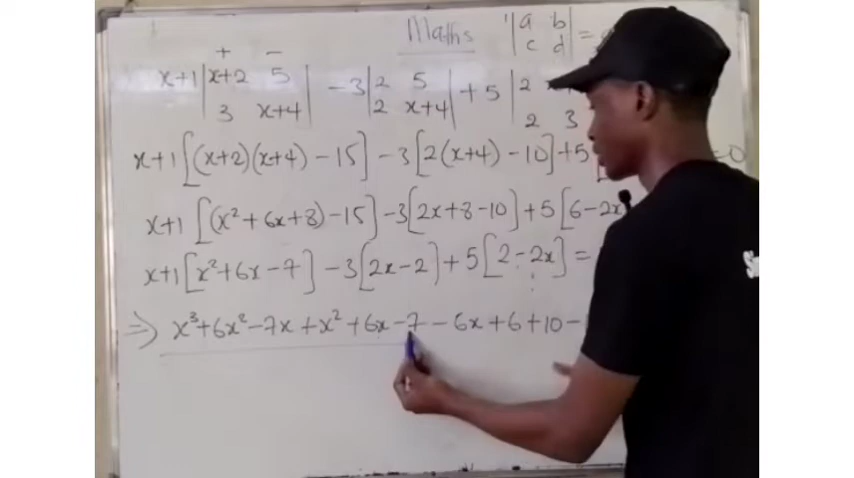 Maths
+ -
|a b| =
|c d|
x+1 |x+2 5| -3 |2 5| + 5 |2
|3 x+4| |2 x+4| |2 3
x+1 [(x+2)(x+4) - 15] - 3 [2(x+4) - 10] + 5 [ =0
x+1 [(x²+6x+8) - 15] - 3 [2x+8-10] + 5 [6-2x
x+1 [x²+6x-7] - 3 [2x-2] + 5 [2-2x] =
⇒ x³+6x²-7x+x²+6x-7-6x+6+10-